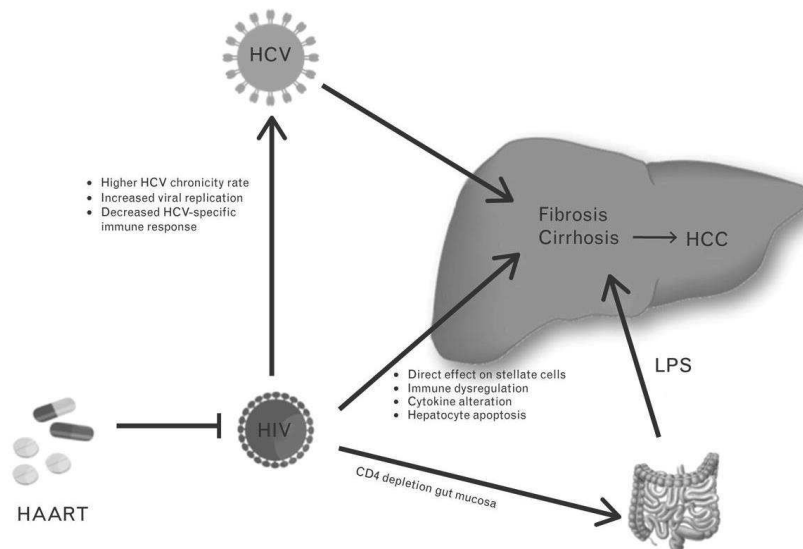 HCV
• Higher HCV chronicity rate
• Increased viral replication
• Decreased HCV-specific
immune response
Fibrosis
Cirrhosis
HCC
LPS
• Direct effect on stellate cells
• Immune dysregulation
• Cytokine alteration
• Hepatocyte apoptosis
HIV
CD4 depletion gut mucosa
HAART